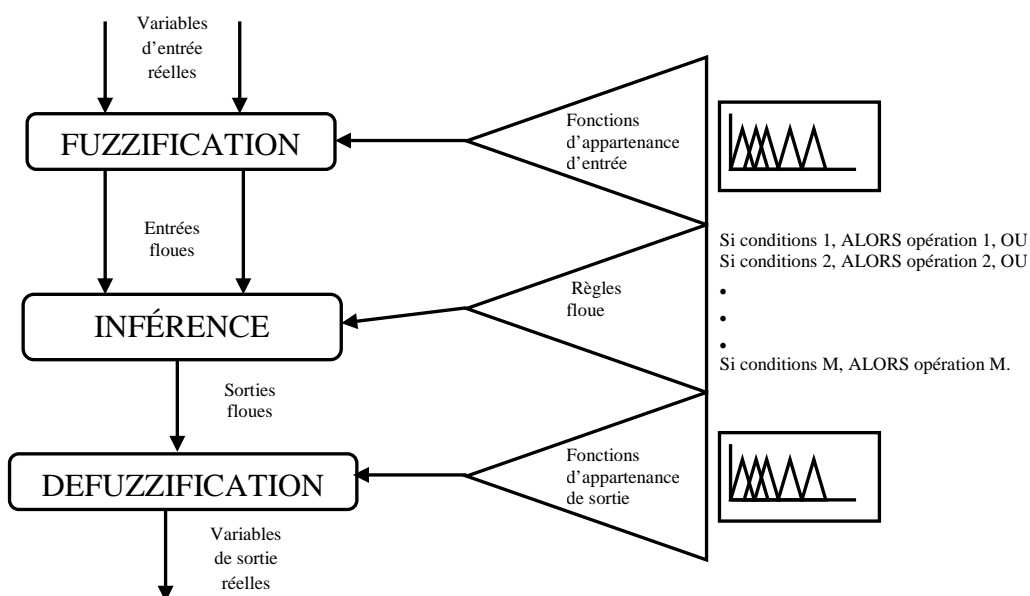 Variables
d'entrée
réelles
FUZZIFICATION
Fonctions
d'appartenance
d'entrée
Entrées
floues
Si conditions 1, ALORS opération 1, OU
Si conditions 2, ALORS opération 2, OU
•
•
•
Si conditions M, ALORS opération M.
Règles
floue
INFÉRENCE
Sorties
floues
Fonctions
d'appartenance
de sortie
DEFUZZIFICATION
Variables
de sortie
réelles